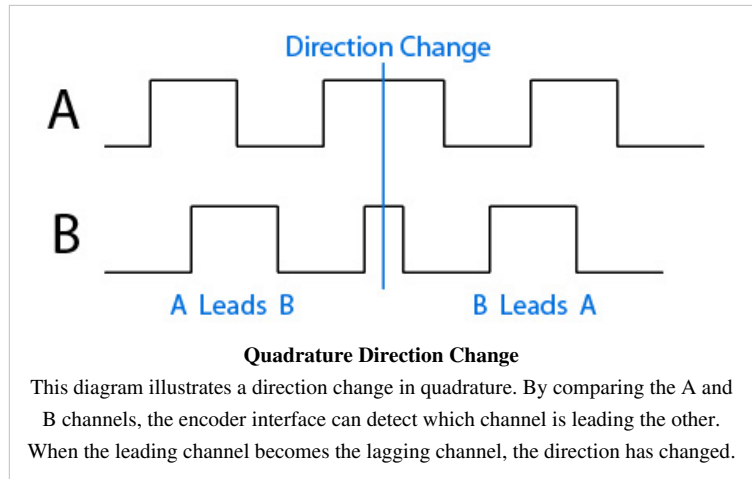 Direction Change
A
B
A Leads B
B Leads A
Quadrature Direction Change
This diagram illustrates a direction change in quadrature. By comparing the A and
B channels, the encoder interface can detect which channel is leading the other.
When the leading channel becomes the lagging channel, the direction has changed.